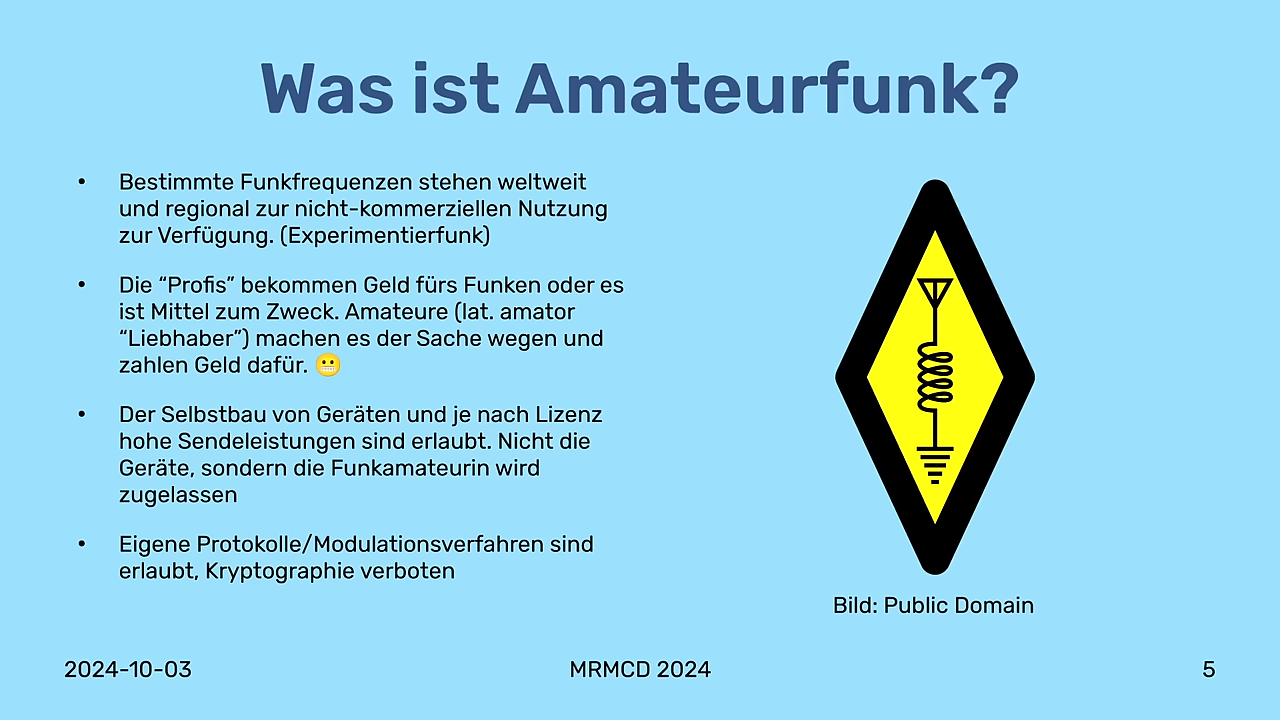 Was ist Amateurfunk?
• Bestimmte Funkfrequenzen stehen weltweit
und regional zur nicht-kommerziellen Nutzung
zur Verfügung. (Experimentierfunk)
• Die “Profis” bekommen Geld fürs Funken oder es
ist Mittel zum Zweck. Amateure (lat. amator
“Liebhaber”) machen es der Sache wegen und
zahlen Geld dafür. 😬
• Der Selbstbau von Geräten und je nach Lizenz
hohe Sendeleistungen sind erlaubt. Nicht die
Geräte, sondern die Funkamateurin wird
zugelassen
• Eigene Protokolle/Modulationsverfahren sind
erlaubt, Kryptographie verboten
Bild: Public Domain
2024-10-03
MRMCD 2024
5